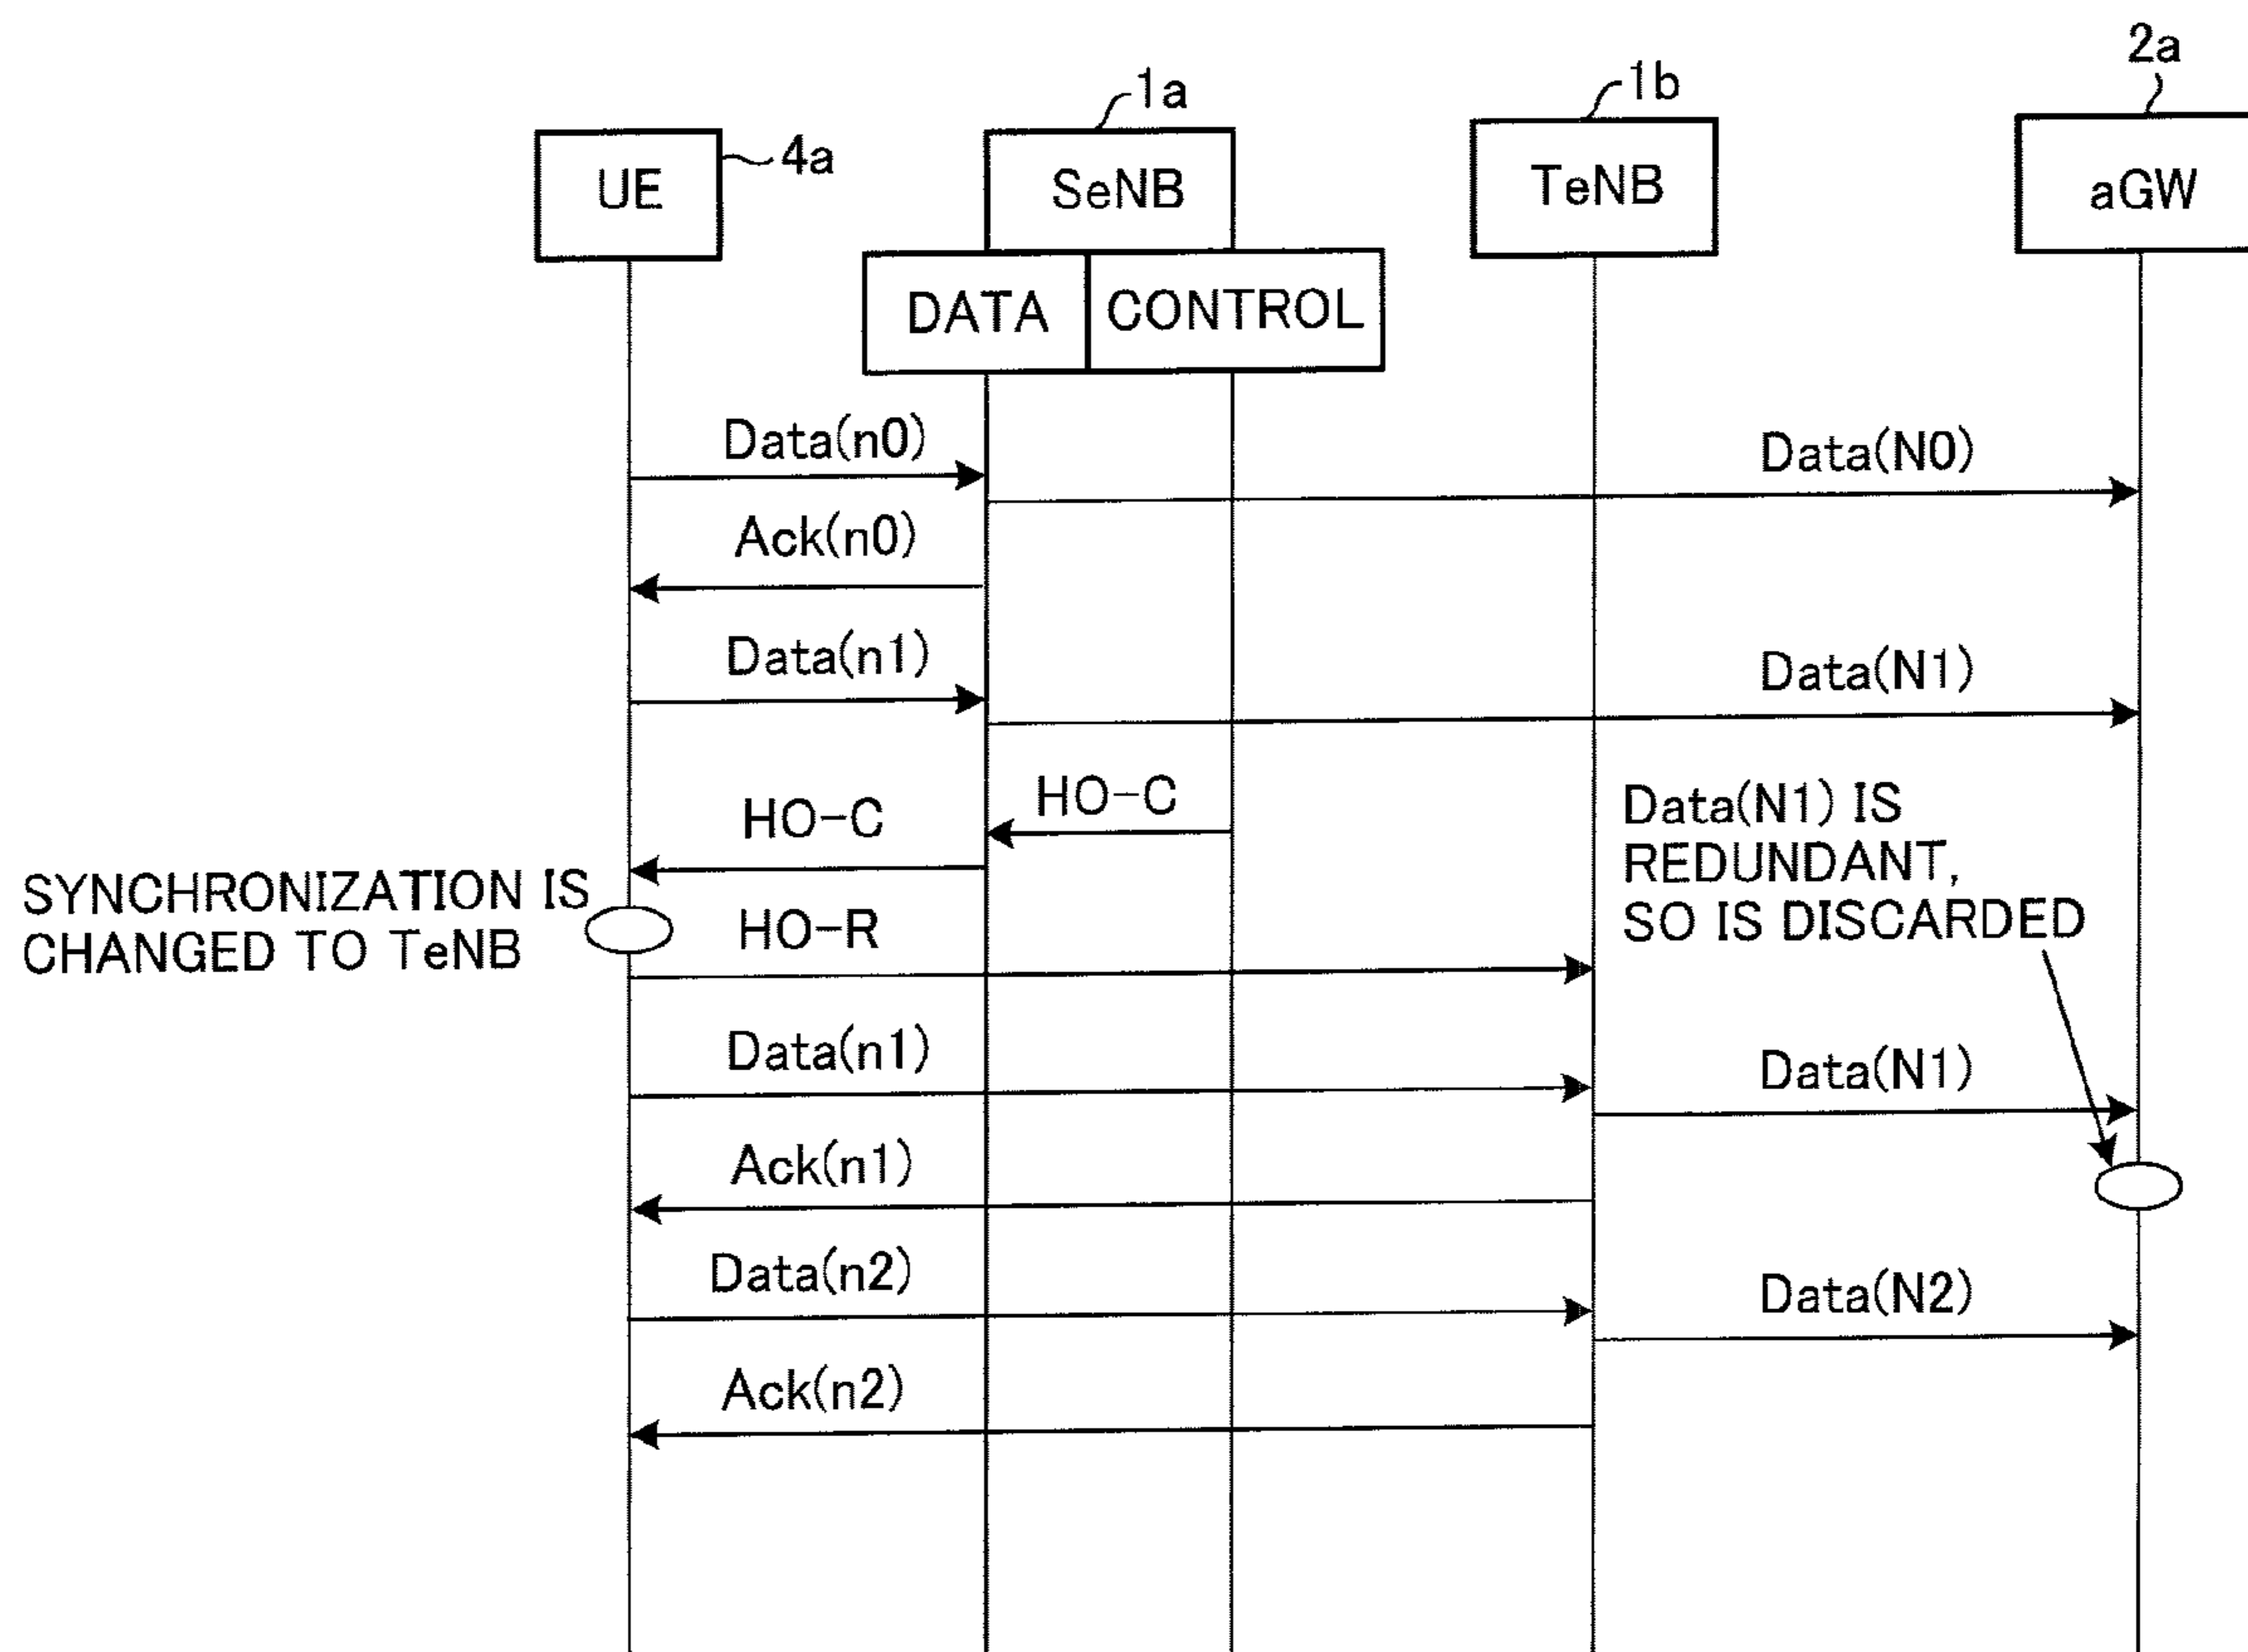 2a
1a
1b
4a
UE
SeNB
TeNB
aGW
DATA
CONTROL
Data(n0)
Data(N0)
Ack(n0)
Data(n1)
Data(N1)
HO-C
HO-C
Data(N1) IS
REDUNDANT,
SO IS DISCARDED
SYNCHRONIZATION IS
CHANGED TO TeNB
HO-R
Data(n1)
Data(N1)
Ack(n1)
Data(n2)
Data(N2)
Ack(n2)